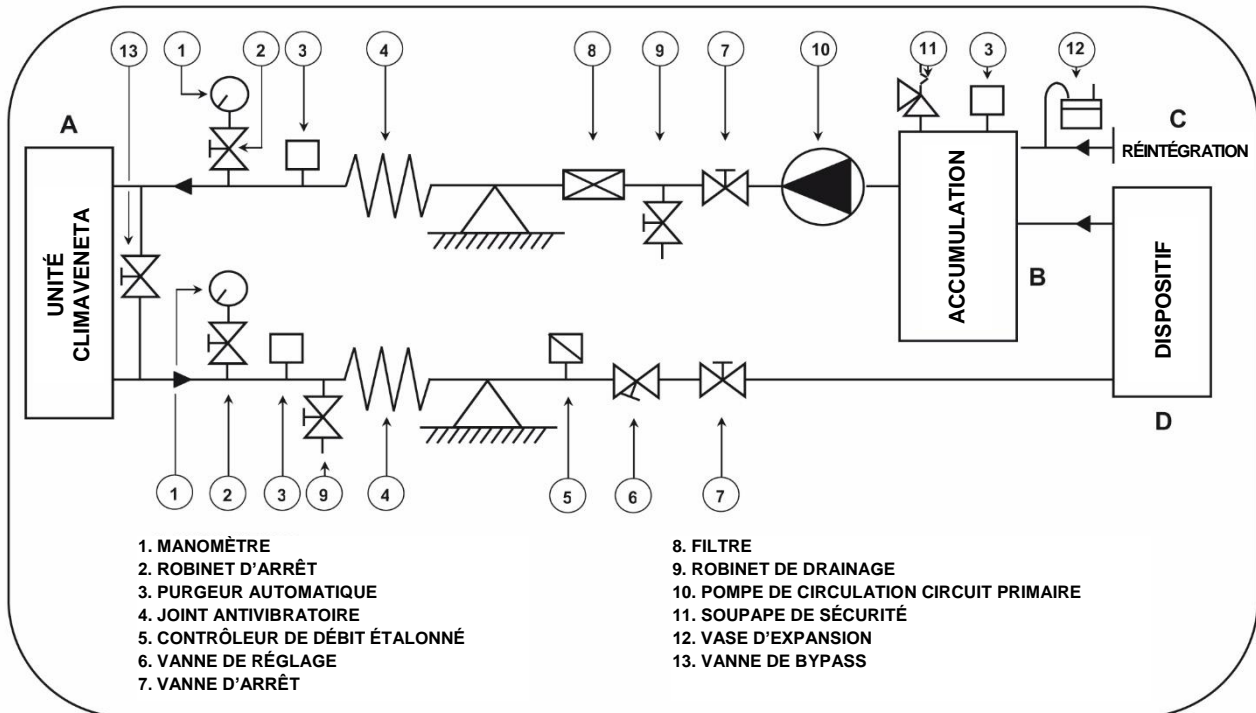 13
1
2
3
4
8
9
7
10
11
3
12
A
C
RÉINTÉGRATION
UNITÉ
CLIMAVENETA
ACCUMULATION
B
DISPOSITIF
D
1
2
3
9
4
5
6
7
1. MANOMÈTRE
2. ROBINET D'ARRÊT
3. PURGEUR AUTOMATIQUE
4. JOINT ANTIVIBRATOIRE
5. CONTRÔLEUR DE DÉBIT ÉTALONNÉ
6. VANNE DE RÉGLAGE
7. VANNE D'ARRÊT
8. FILTRE
9. ROBINET DE DRAINAGE
10. POMPE DE CIRCULATION CIRCUIT PRIMAIRE
11. SOUPAPE DE SÉCURITÉ
12. VASE D'EXPANSION
13. VANNE DE BYPASS